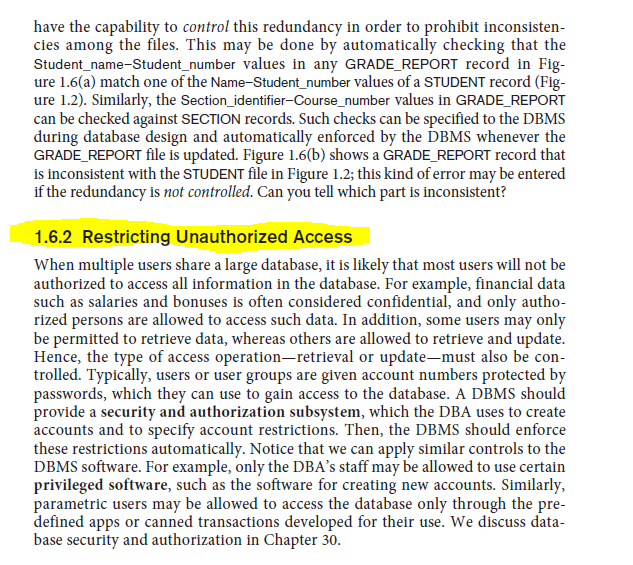 have the capability to control this redundancy in order to prohibit inconsisten-
cies among the files. This may be done by automatically checking that the
Student_name–Student_number values in any GRADE_REPORT record in Fig-
ure 1.6(a) match one of the Name–Student_number values of a STUDENT record (Fig-
ure 1.2). Similarly, the Section_identifier–Course_number values in GRADE_REPORT
can be checked against SECTION records. Such checks can be specified to the DBMS
during database design and automatically enforced by the DBMS whenever the
GRADE_REPORT file is updated. Figure 1.6(b) shows a GRADE_REPORT record that
is inconsistent with the STUDENT file in Figure 1.2; this kind of error may be entered
if the redundancy is not controlled. Can you tell which part is inconsistent?
1.6.2 Restricting Unauthorized Access
When multiple users share a large database, it is likely that most users will not be
authorized to access all information in the database. For example, financial data
such as salaries and bonuses is often considered confidential, and only autho-
rized persons are allowed to access such data. In addition, some users may only
be permitted to retrieve data, whereas others are allowed to retrieve and update.
Hence, the type of access operation—retrieval or update—must also be con-
trolled. Typically, users or user groups are given account numbers protected by
passwords, which they can use to gain access to the database. A DBMS should
provide a security and authorization subsystem, which the DBA uses to create
accounts and to specify account restrictions. Then, the DBMS should enforce
these restrictions automatically. Notice that we can apply similar controls to the
DBMS software. For example, only the DBA's staff may be allowed to use certain
privileged software, such as the software for creating new accounts. Similarly,
parametric users may be allowed to access the database only through the pre-
defined apps or canned transactions developed for their use. We discuss data-
base security and authorization in Chapter 30.